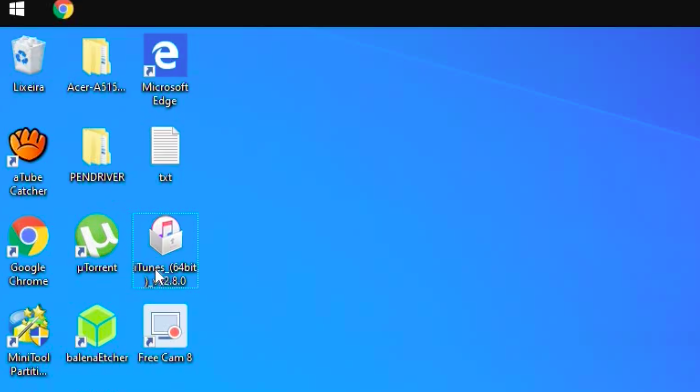 Lixeira
Acer-A515...
Microsoft
Edge
aTube
Catcher
PENDRIVER
txt
Google
Chrome
µTorrent
iTunes_(64bit
2.8.0
MiniTool
Partiti...
balenaEtcher
Free Cam 8